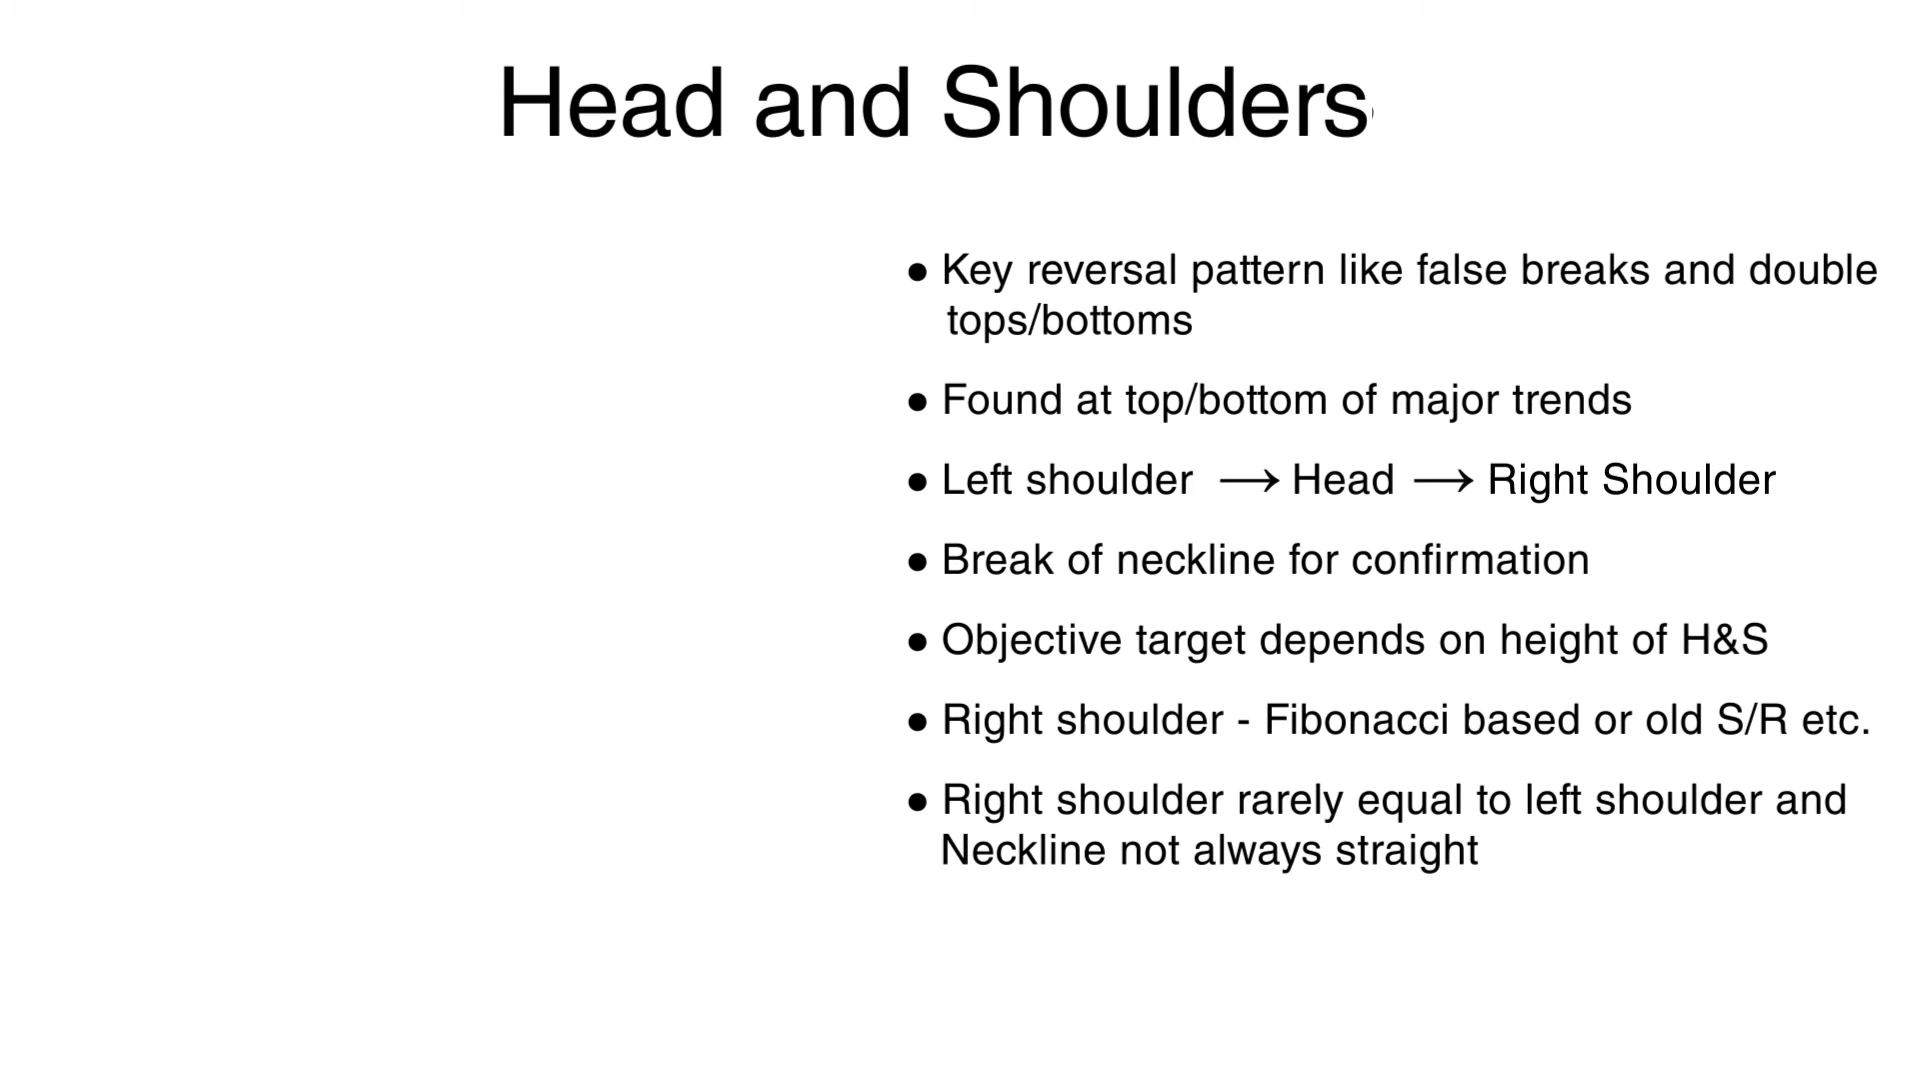 Head and Shoulders
• Key reversal pattern like false breaks and double
tops/bottoms
• Found at top/bottom of major trends
• Left shoulder → Head → Right Shoulder
• Break of neckline for confirmation
• Objective target depends on height of H&S
• Right shoulder - Fibonacci based or old S/R etc.
• Right shoulder rarely equal to left shoulder and
Neckline not always straight